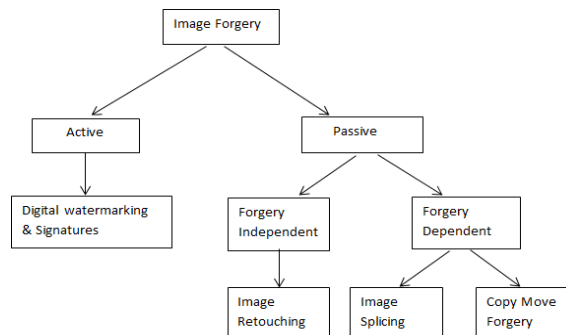 Image Forgery
Active
Passive
Digital watermarking
& Signatures
Forgery
Independent
Forgery
Dependent
Image
Retouching
Image
Splicing
Copy Move
Forgery